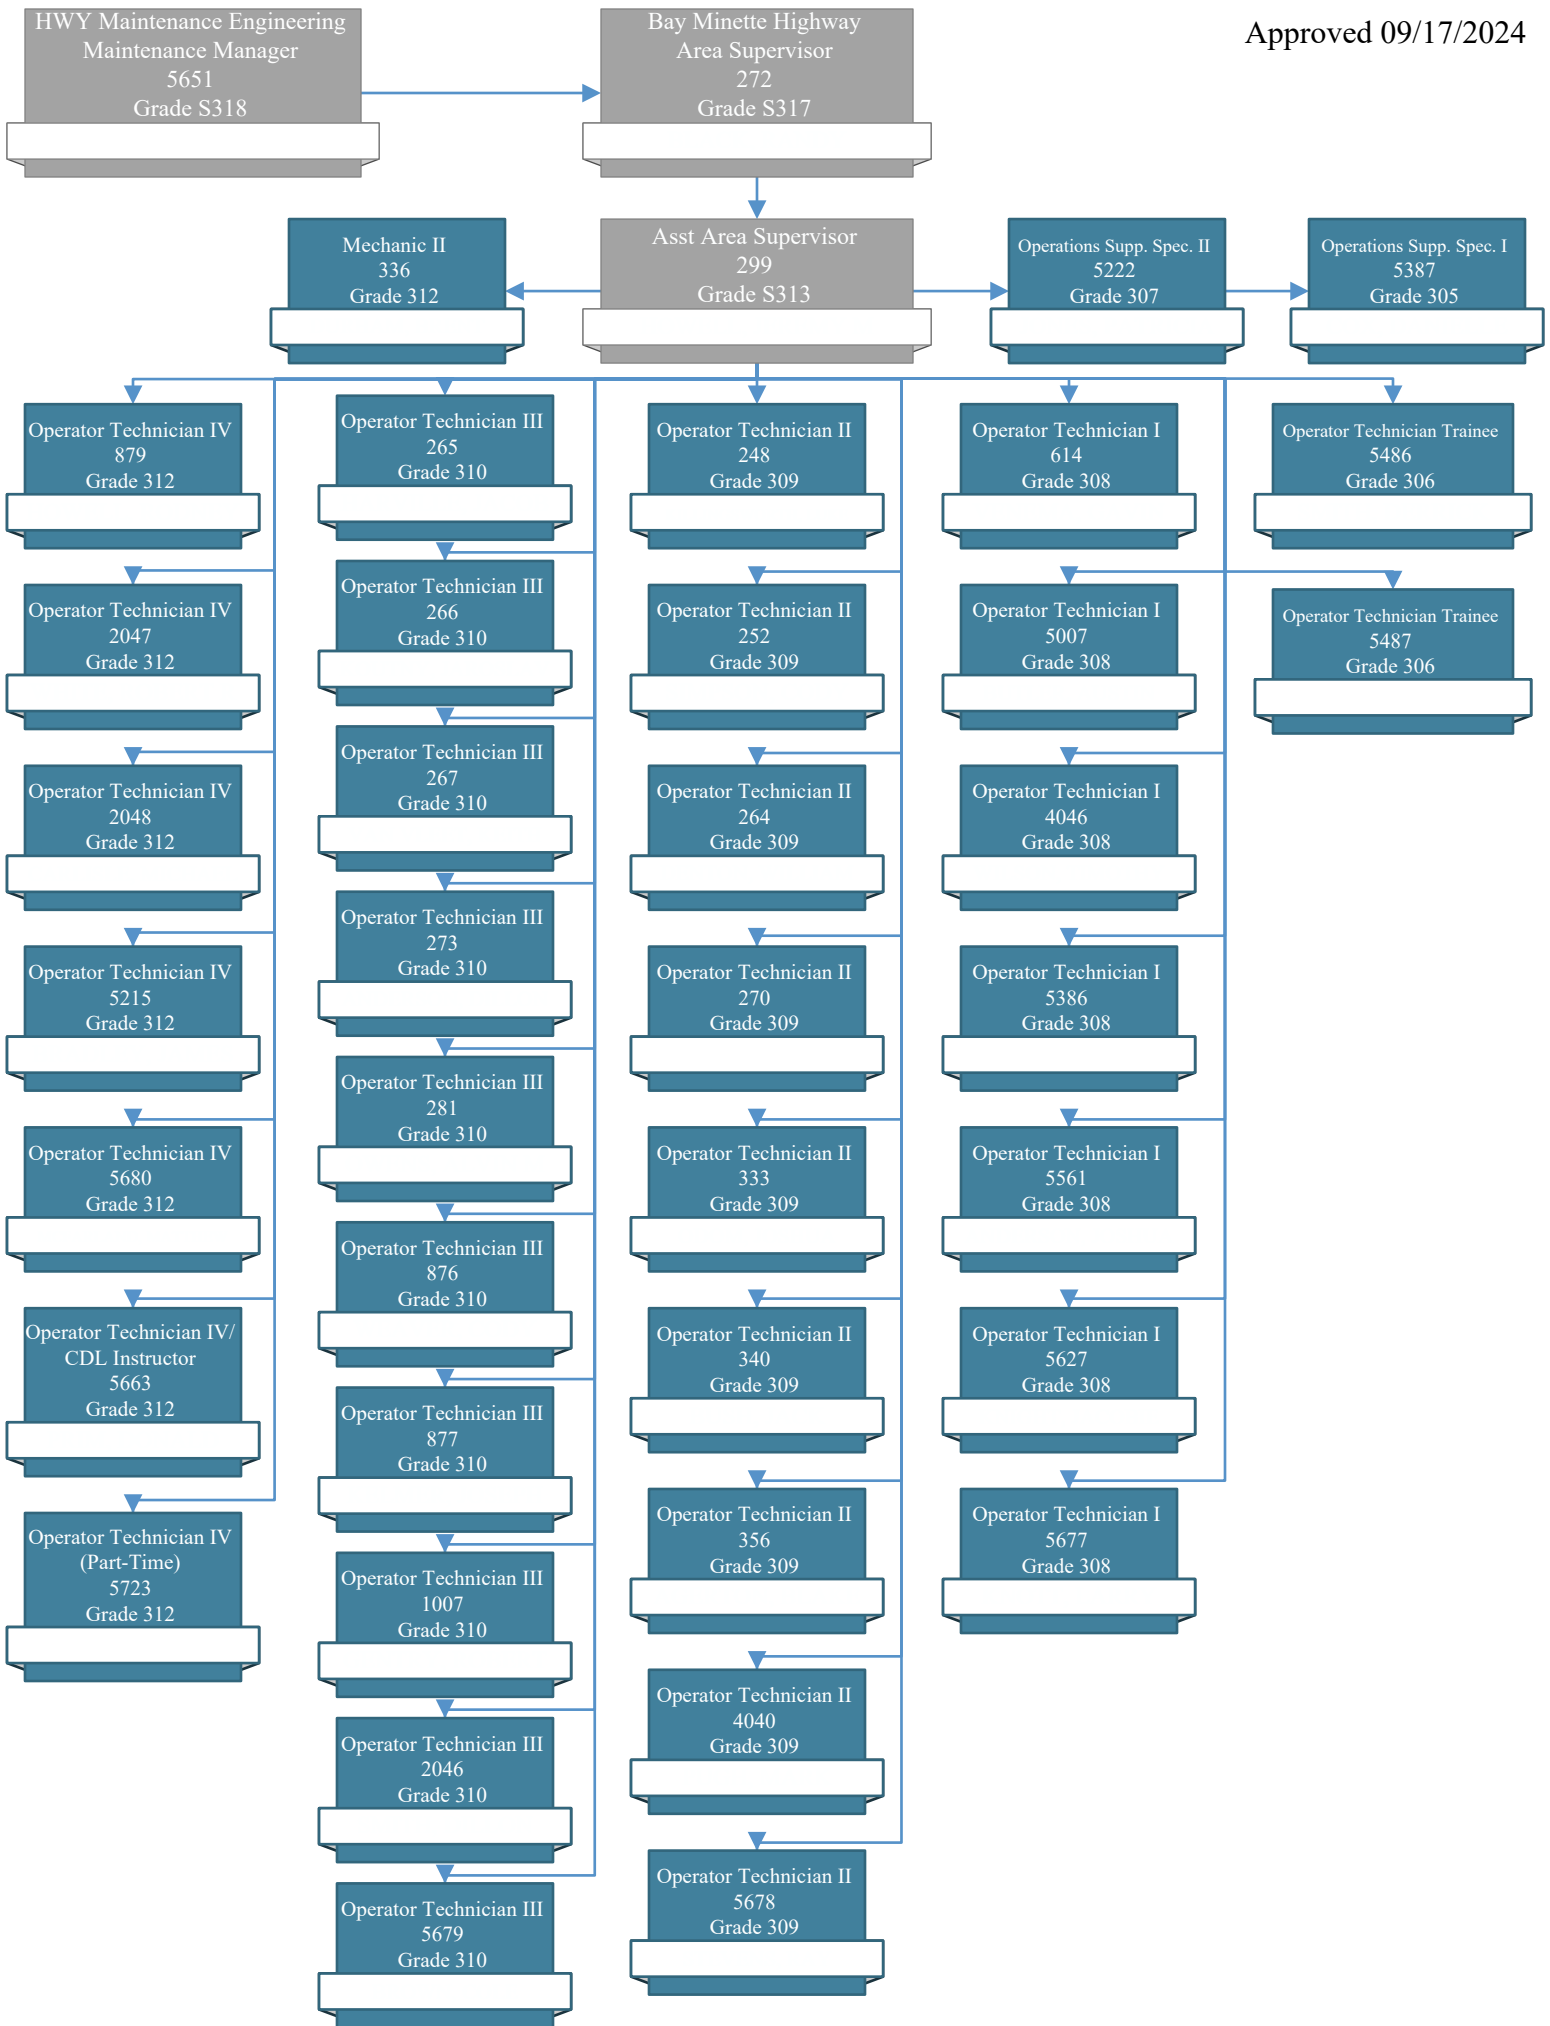 HWY Maintenance Engineering
Maintenance Manager
5651
Grade S318
Bay Minette Highway
Area Supervisor
272
Grade S317
Approved 09/17/2024
Mechanic II
336
Grade 312
Asst Area Supervisor
299
Grade S313
Operations Supp. Spec. II
5222
Grade 307
Operations Supp. Spec. I
5387
Grade 305
Operator Technician IV
879
Grade 312
Operator Technician IV
2047
Grade 312
Operator Technician IV
2048
Grade 312
Operator Technician IV
5215
Grade 312
Operator Technician IV
5680
Grade 312
Operator Technician IV/
CDL Instructor
5663
Grade 312
Operator Technician IV
(Part-Time)
5723
Grade 312
Operator Technician III
265
Grade 310
Operator Technician III
266
Grade 310
Operator Technician III
267
Grade 310
Operator Technician III
273
Grade 310
Operator Technician III
281
Grade 310
Operator Technician III
876
Grade 310
Operator Technician III
877
Grade 310
Operator Technician III
1007
Grade 310
Operator Technician III
2046
Grade 310
Operator Technician III
5679
Grade 310
Operator Technician II
248
Grade 309
Operator Technician II
252
Grade 309
Operator Technician II
264
Grade 309
Operator Technician II
270
Grade 309
Operator Technician II
333
Grade 309
Operator Technician II
340
Grade 309
Operator Technician II
356
Grade 309
Operator Technician II
4040
Grade 309
Operator Technician II
5678
Grade 309
Operator Technician I
614
Grade 308
Operator Technician I
5007
Grade 308
Operator Technician I
4046
Grade 308
Operator Technician I
5386
Grade 308
Operator Technician I
5561
Grade 308
Operator Technician I
5627
Grade 308
Operator Technician I
5677
Grade 308
Operator Technician Trainee
5486
Grade 306
Operator Technician Trainee
5487
Grade 306